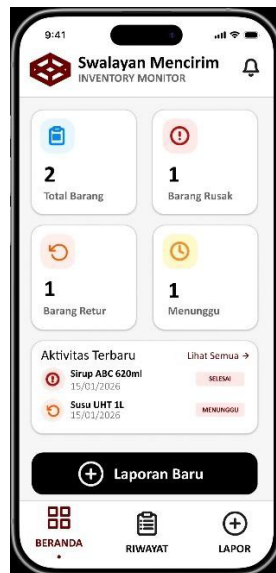 9:41
Swalayan Mencirim
INVENTORY MONITOR
2
Total Barang
1
Barang Rusak
1
Barang Retur
1
Menunggu
Aktivitas Terbaru
Lihat Semua →
Sirup ABC 620ml
SELESAI
15/01/2026
Susu UHT 1L
MENUNGGU
15/01/2026
Laporan Baru
BERANDA
RIWAYAT
LAPOR